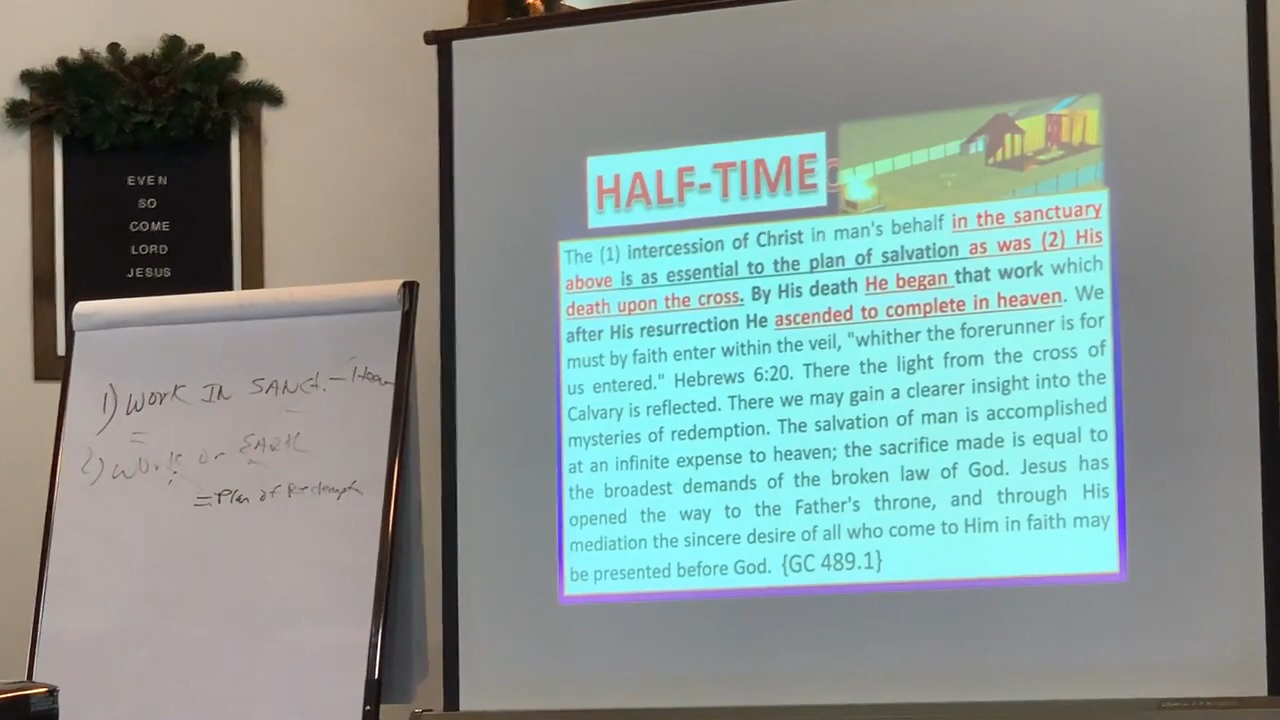 EVEN
SO
COME
LORD
JESUS
1) WORK IN SANCT. –
2) WORK ON EARTH
= Plan of Redemption
HALF-TIME
The (1) intercession of Christ in man's behalf in the sanctuary
above is as essential to the plan of salvation as was (2) His
death upon the cross. By His death He began that work which
after His resurrection He ascended to complete in heaven. We
must by faith enter within the veil, "whither the forerunner is for
us entered." Hebrews 6:20. There the light from the cross of
Calvary is reflected. There we may gain a clearer insight into the
mysteries of redemption. The salvation of man is accomplished
at an infinite expense to heaven; the sacrifice made is equal to
the broadest demands of the broken law of God. Jesus has
opened the way to the Father's throne, and through His
mediation the sincere desire of all who come to Him in faith may
be presented before God. {GC 489.1}